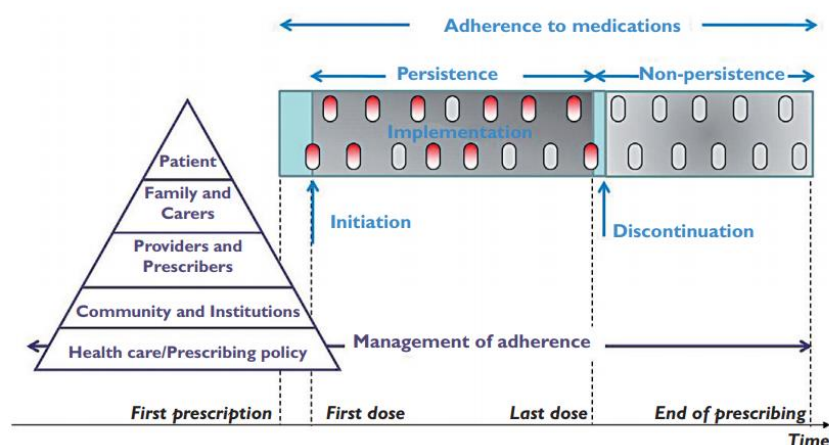 Adherence to medications
Persistence
Non-persistence
Implementation
Patient
Family and
Carers
Initiation
Discontinuation
Providers and
Prescribers
Community and Institutions
Health care/Prescribing policy
Management of adherence
First prescription
First dose
Last dose
End of prescribing
Time